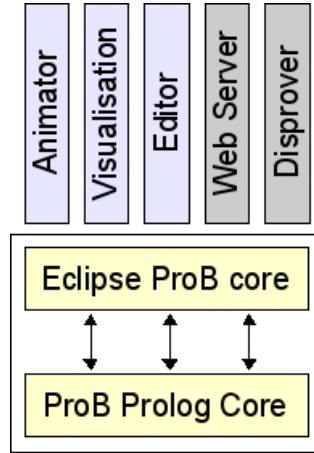 Animator
Visualisation
Editor
Web Server
Disprover
Eclipse ProB core
ProB Prolog Core